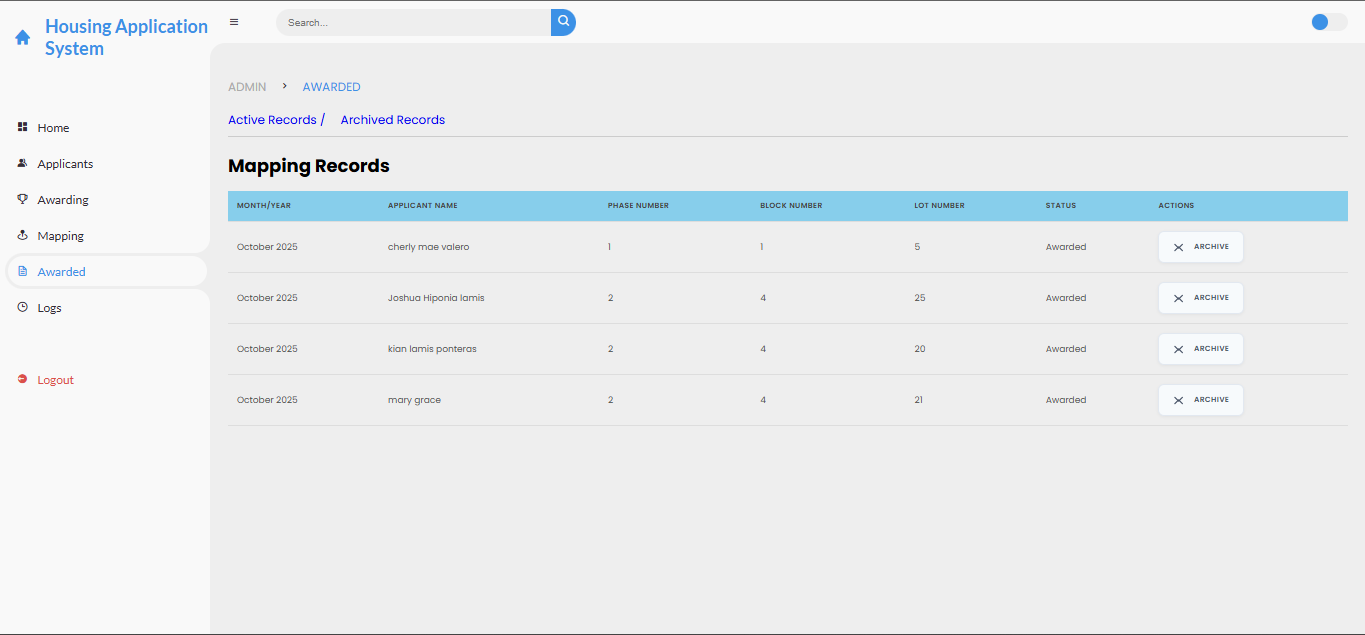 Housing Application
System
Search...
Home
Applicants
Awarding
Mapping
Awarded
Logs
Logout
ADMIN > AWARDED
Active Records / Archived Records
Mapping Records
MONTH/YEAR APPLICANT NAME PHASE NUMBER BLOCK NUMBER LOT NUMBER STATUS ACTIONS
October 2025 cherly mae valero 1 1 5 Awarded ARCHIVE
October 2025 Joshua Hiponia lamis 2 4 25 Awarded ARCHIVE
October 2025 kian lamis ponteras 2 4 20 Awarded ARCHIVE
October 2025 mary grace 2 4 21 Awarded ARCHIVE